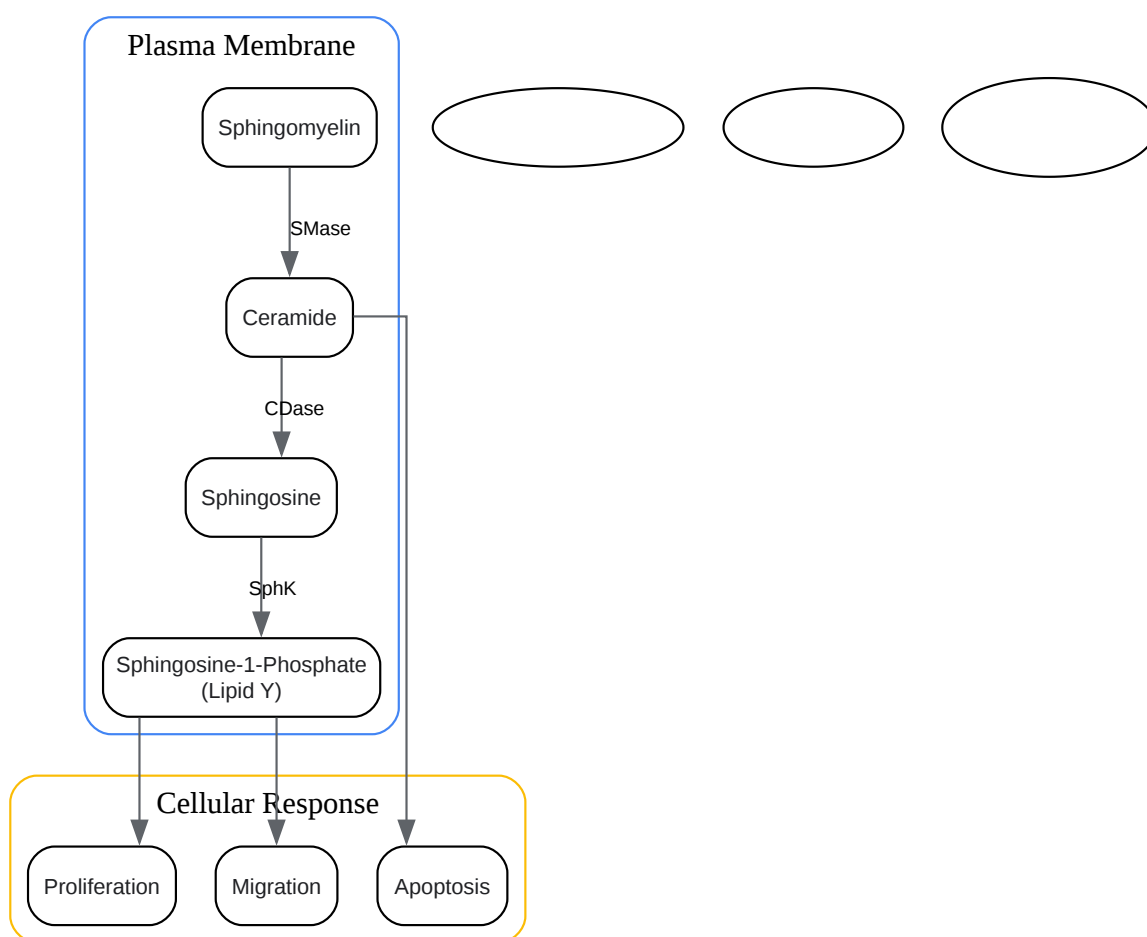 Plasma Membrane
Sphingomyelin
SMase
Ceramide
CDase
Sphingosine
SphK
Sphingosine-1-Phosphate
(Lipid Y)
Cellular Response
Proliferation
Migration
Apoptosis